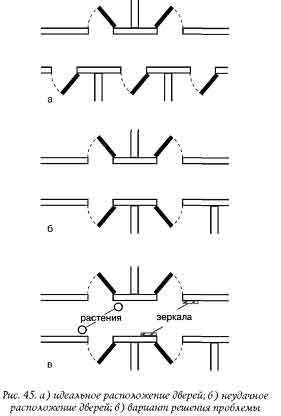 а
б
растения
зеркала
в
Рис. 45. а) идеальное расположение дверей; б) неудачное
расположение дверей; в) вариант решения проблемы